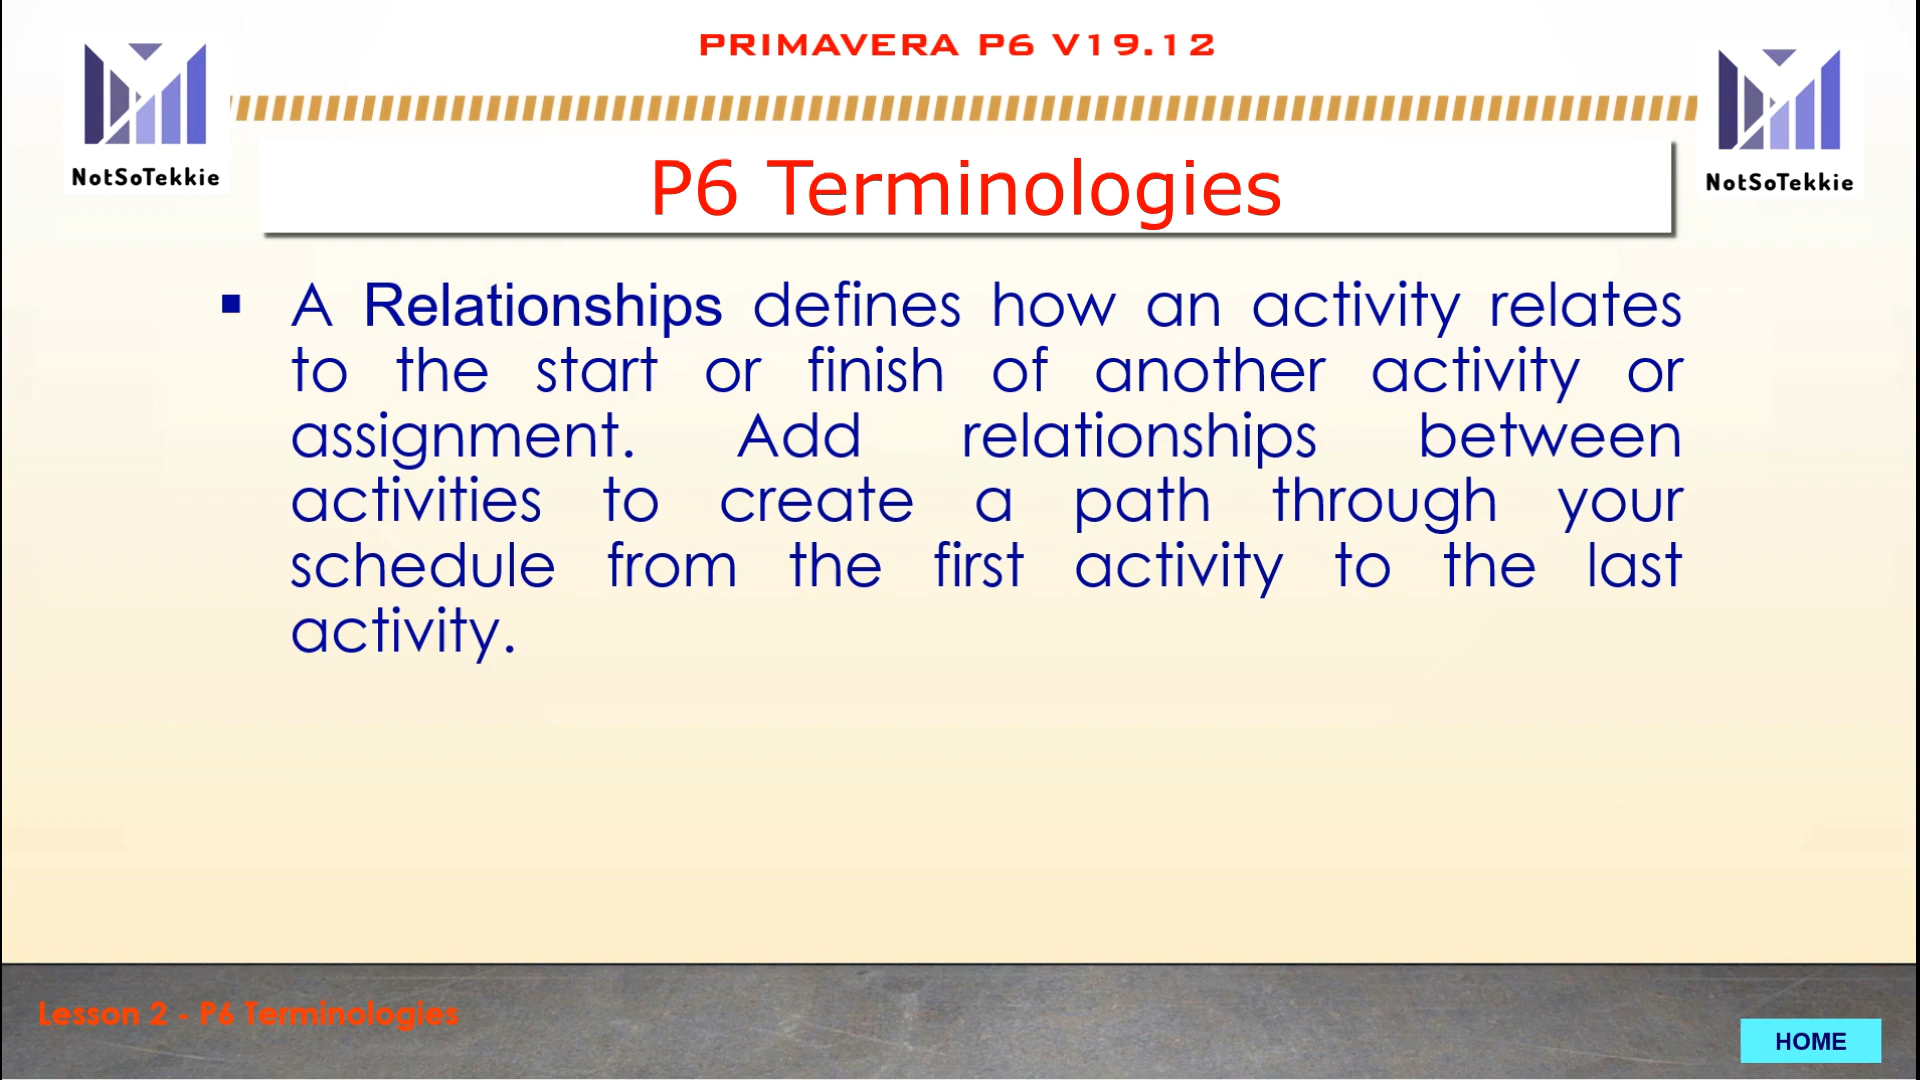 PRIMAVERA P6 V19.12
NotSoTekkie
NotSoTekkie
P6 Terminologies
▪ A Relationships defines how an activity relates
to the start or finish of another activity or
assignment. Add relationships between
activities to create a path through your
schedule from the first activity to the last
activity.
Lesson 2 - P6 Terminologies
HOME